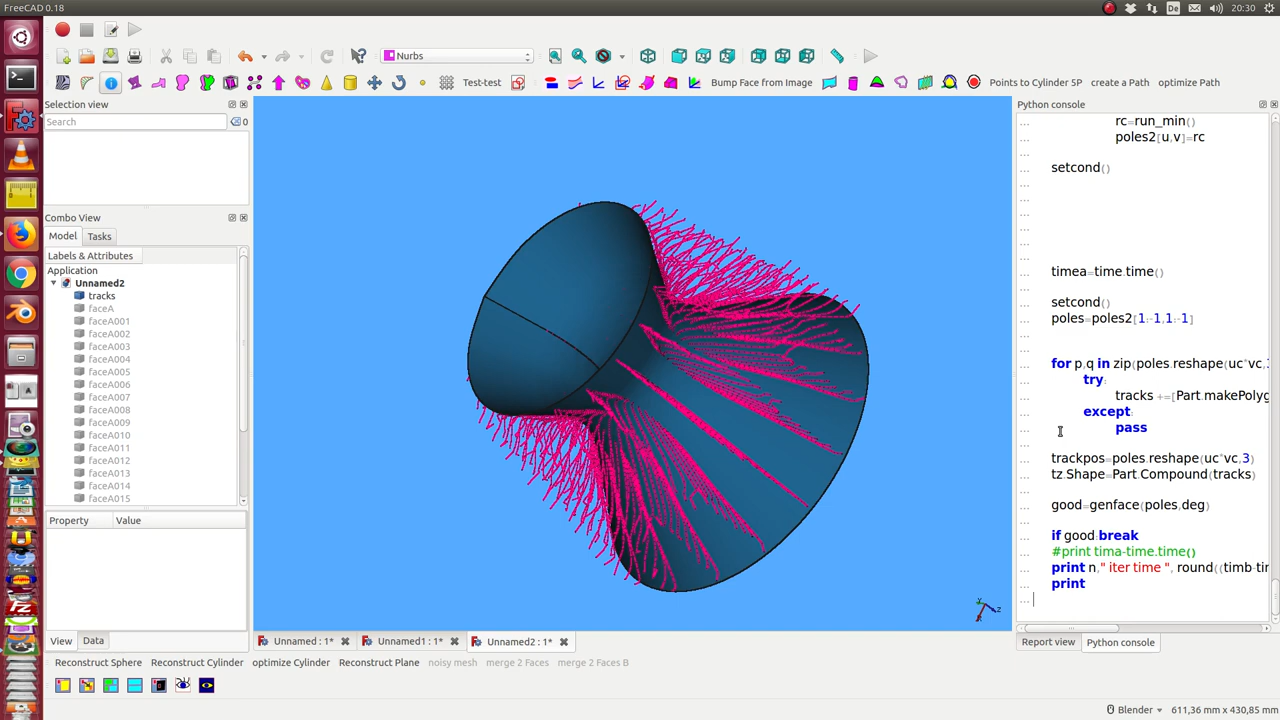 FreeCAD 0.18
De
20:30
Nurbs
Test-test
Bump Face from Image
Points to Cylinder 5P
create a Path
optimize Path
Selection view
Search
0
Combo View
Model
Tasks
Labels & Attributes
Application
Unnamed2
tracks
faceA
faceA001
faceA002
faceA003
faceA004
faceA005
faceA006
faceA007
faceA008
faceA009
faceA010
faceA011
faceA012
faceA013
faceA014
faceA015
Property
Value
View
Data
Python console
... rc=run_min()
... poles2[u,v]=rc
...
... setcond()
...
...
...
...
...
... timea=time.time()
...
... setcond()
... poles=poles2[1:-1,1:-1]
...
...
... for p,q in zip(poles.reshape(uc*vc,
... try:
... tracks +=[Part.makePolyg
... except:
... pass
...
... trackpos=poles.reshape(uc*vc,3)
... tz.Shape=Part.Compound(tracks)
...
... good=genface(poles,deg)
...
... if good:break
... #print tima-time.time()
... print n," iter time ", round((timb-tin
... print
...
Report view
Python console
Unnamed : 1*
Unnamed1 : 1*
Unnamed2 : 1*
Reconstruct Sphere
Reconstruct Cylinder
optimize Cylinder
Reconstruct Plane
noisy mesh
merge 2 Faces
merge 2 Faces B
Blender
611,36 mm x 430,85 mm